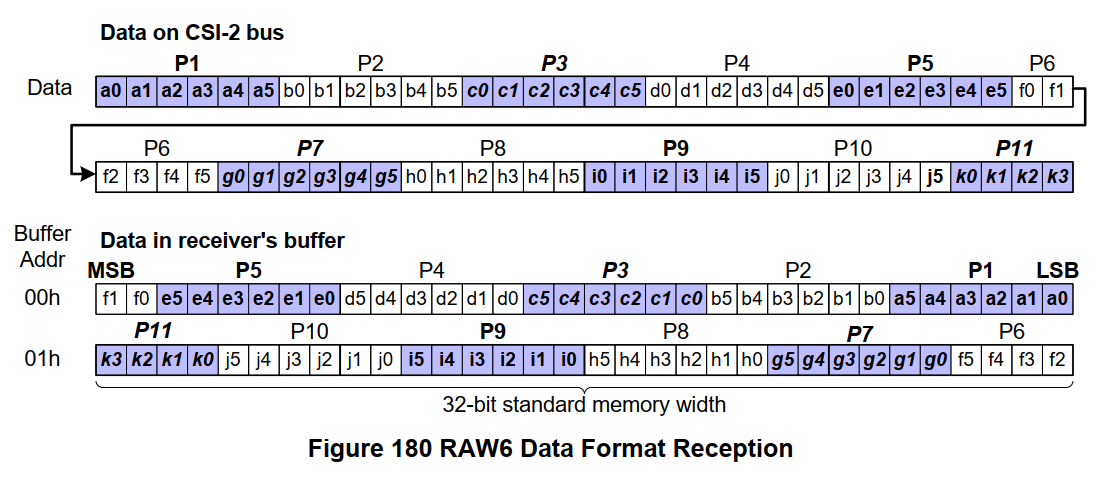 Data on CSI-2 bus
P1 P2 P3 P4 P5 P6
Data a0 a1 a2 a3 a4 a5 b0 b1 b2 b3 b4 b5 c0 c1 c2 c3 c4 c5 d0 d1 d2 d3 d4 d5 e0 e1 e2 e3 e4 e5 f0 f1
P6 P7 P8 P9 P10 P11
f2 f3 f4 f5 g0 g1 g2 g3 g4 g5 h0 h1 h2 h3 h4 h5 i0 i1 i2 i3 i4 i5 j0 j1 j2 j3 j4 j5 k0 k1 k2 k3
Buffer Addr
Data in receiver's buffer
MSB P5 P4 P3 P2 P1 LSB
00h f1 f0 e5 e4 e3 e2 e1 e0 d5 d4 d3 d2 d1 d0 c5 c4 c3 c2 c1 c0 b5 b4 b3 b2 b1 b0 a5 a4 a3 a2 a1 a0
P11 P10 P9 P8 P7 P6
01h k3 k2 k1 k0 j5 j4 j3 j2 j1 j0 i5 i4 i3 i2 i1 i0 h5 h4 h3 h2 h1 h0 g5 g4 g3 g2 g1 g0 f5 f4 f3 f2
32-bit standard memory width
Figure 180 RAW6 Data Format Reception